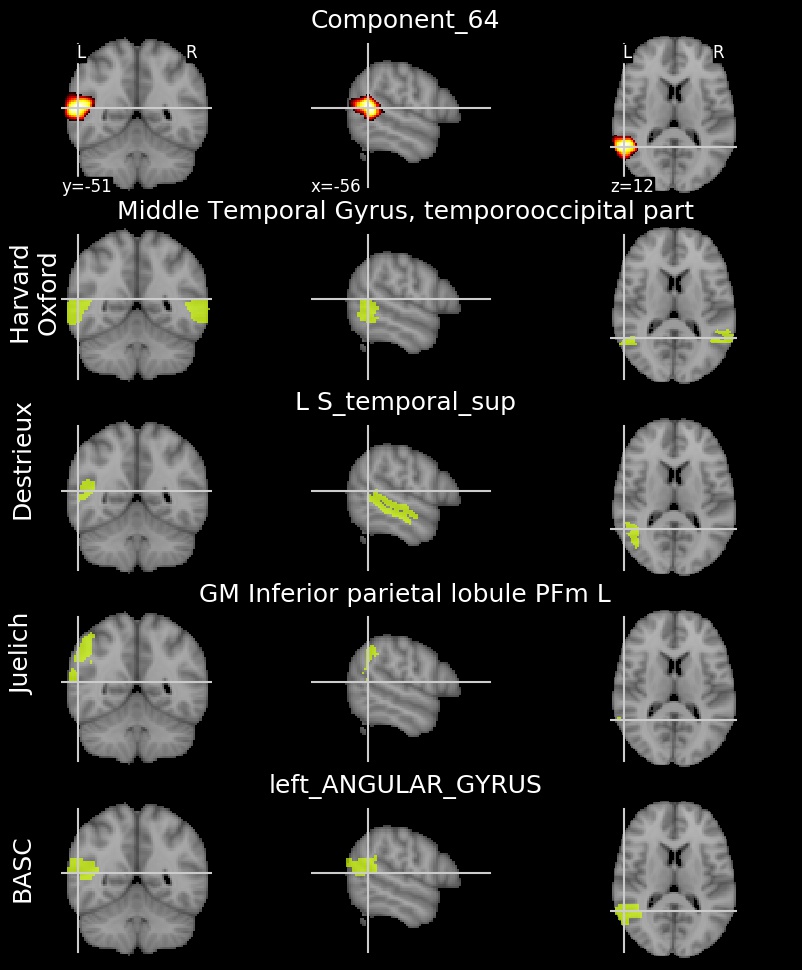 Component_64
L R
L R
y=-51
x=-56
z=12
Middle Temporal Gyrus, temporooccipital part
Harvard
Oxford
L S_temporal_sup
Destrieux
GM Inferior parietal lobule PFm L
Juelich
left_ANGULAR_GYRUS
BASC